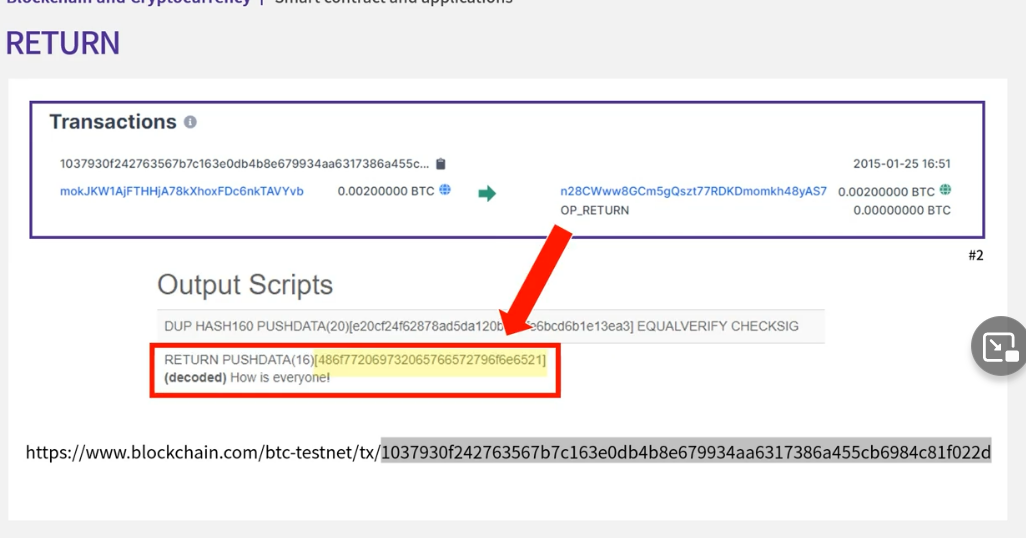 Blockchain and Cryptocurrency | Smart contract and applications
RETURN
Transactions
1037930f242763567b7c163e0db4b8e679934aa6317386a455c...
2015-01-25 16:51
mokJKW1AjFTHHjA78kXhoxFDc6nkTAVYvb
0.00200000 BTC
n28CWww8GCm5gQszt77RDKDmomkh48yAS7
0.00200000 BTC
OP_RETURN
0.00000000 BTC
#2
Output Scripts
DUP HASH160 PUSHDATA(20)[e20cf24f62878ad5da120b e6bcd6b1e13ea3] EQUALVERIFY CHECKSIG
RETURN PUSHDATA(16)[486f772069732065766572796f6e6521]
(decoded) How is everyone!
https://www.blockchain.com/btc-testnet/tx/1037930f242763567b7c163e0db4b8e679934aa6317386a455cb6984c81f022d